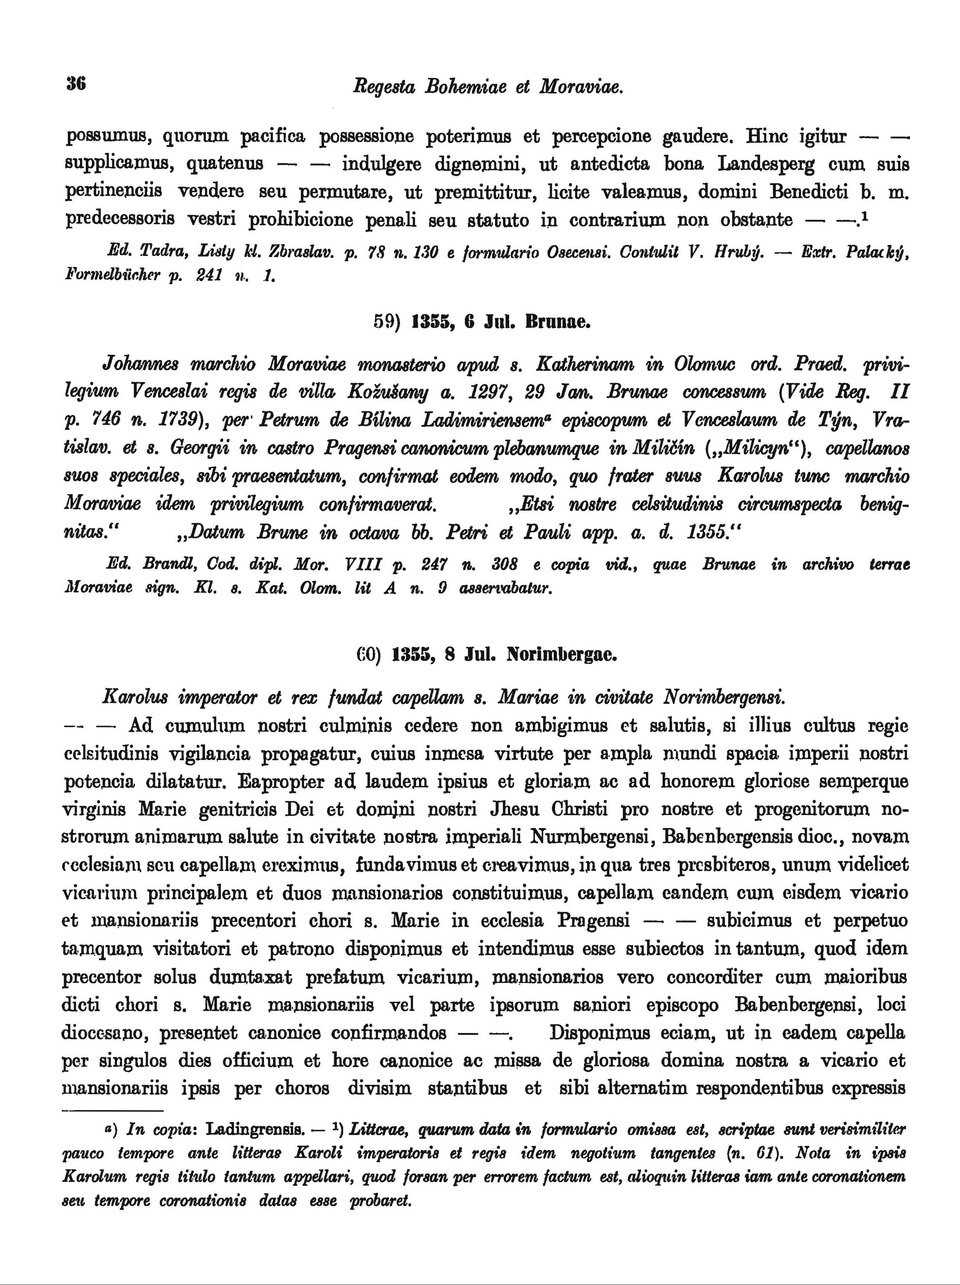 36 Regesta Bohemiae et Moraviae.
possumus, quorum pacifica possessione poterimus et percepcione gaudere. Hinc igitur — —
supplicamus, quatenus — — indulgere dignemini, ut antedicta bona Landesperg cum suis
pertinenciis vendere seu permutare, ut premittitur, licite valeamus, domini Benedicti b. m.
predecessoris vestri prohibicione penali seu statuto in contrarium non obstante — —.¹
Ed. Tadra, Listy kl. Zbraslav. p. 78 n. 130 e formulario Osecensi. Contulit V. Hrubý. — Extr. Palacký,
Formelbücher p. 241 n. 1.
59) 1355, 6 Jul. Brunae.
Johannes marchio Moraviae monasterio apud s. Katherinam in Olomuc ord. Praed. privi-
legium Venceslai regis de villa Kožušany a. 1297, 29 Jan. Brunae concessum (Vide Reg. II
p. 746 n. 1739), per Petrum de Bílina Ladimiriensemᵃ episcopum et Venceslaum de Týn, Vra-
tislav. et s. Georgii in castro Pragensi canonicum plebanumque in Miličín („Milicyn“), capellanos
suos speciales, sibi praesentatum, confirmat eodem modo, quo frater suus Karolus tunc marchio
Moraviae idem privilegium confirmaverat. „Etsi nostre celsitudinis circumspecta benig-
nitas.“ „Datum Brune in octava bb. Petri et Pauli app. a. d. 1355.“
Ed. Brandl, Cod. dipl. Mor. VIII p. 247 n. 308 e copia vid., quae Brunae in archivo terrae
Moraviae sign. Kl. s. Kat. Olom. lit A n. 9 asservabatur.
60) 1355, 8 Jul. Norimbergae.
Karolus imperator et rex fundat capellam s. Mariae in civitate Norimbergensi.
— — Ad cumulum nostri culminis cedere non ambigimus et salutis, si illius cultus regie
celsitudinis vigilancia propagatur, cuius inmesa virtute per ampla mundi spacia imperii nostri
potencia dilatatur. Eapropter ad laudem ipsius et gloriam ac ad honorem gloriose semperque
virginis Marie genitricis Dei et domini nostri Jhesu Christi pro nostre et progenitorum no-
strorum animarum salute in civitate nostra imperiali Nurmbergensi, Babenbergensis dioc., novam
ecclesiam seu capellam ereximus, fundavimus et creavimus, in qua tres presbiteros, unum videlicet
vicarium principalem et duos mansionarios constituimus, capellam eandem cum eisdem vicario
et mansionariis precentori chori s. Marie in ecclesia Pragensi — — subicimus et perpetuo
tamquam visitatori et patrono disponimus et intendimus esse subiectos in tantum, quod idem
precentor solus dumtaxat prefatum vicarium, mansionarios vero concorditer cum maioribus
dicti chori s. Marie mansionariis vel parte ipsorum saniori episcopo Babenbergensi, loci
diocesano, presentet canonice confirmandos — —. Disponimus eciam, ut in eadem capella
per singulos dies officium et hore canonice ac missa de gloriosa domina nostra a vicario et
mansionariis ipsis per choros divisim stantibus et sibi alternatim respondentibus expressis
ᵃ) In copia: Ladingrensis. — ¹) Litterae, quarum data in formulario omissa est, scriptae sunt verisimiliter
pauco tempore ante litteras Karoli imperatoris et regis idem negotium tangentes (n. 61). Nota in ipsis
Karolum regis titulo tantum appellari, quod forsan per errorem factum est, alioquin litteras iam ante coronationem
seu tempore coronationis datas esse probaret.